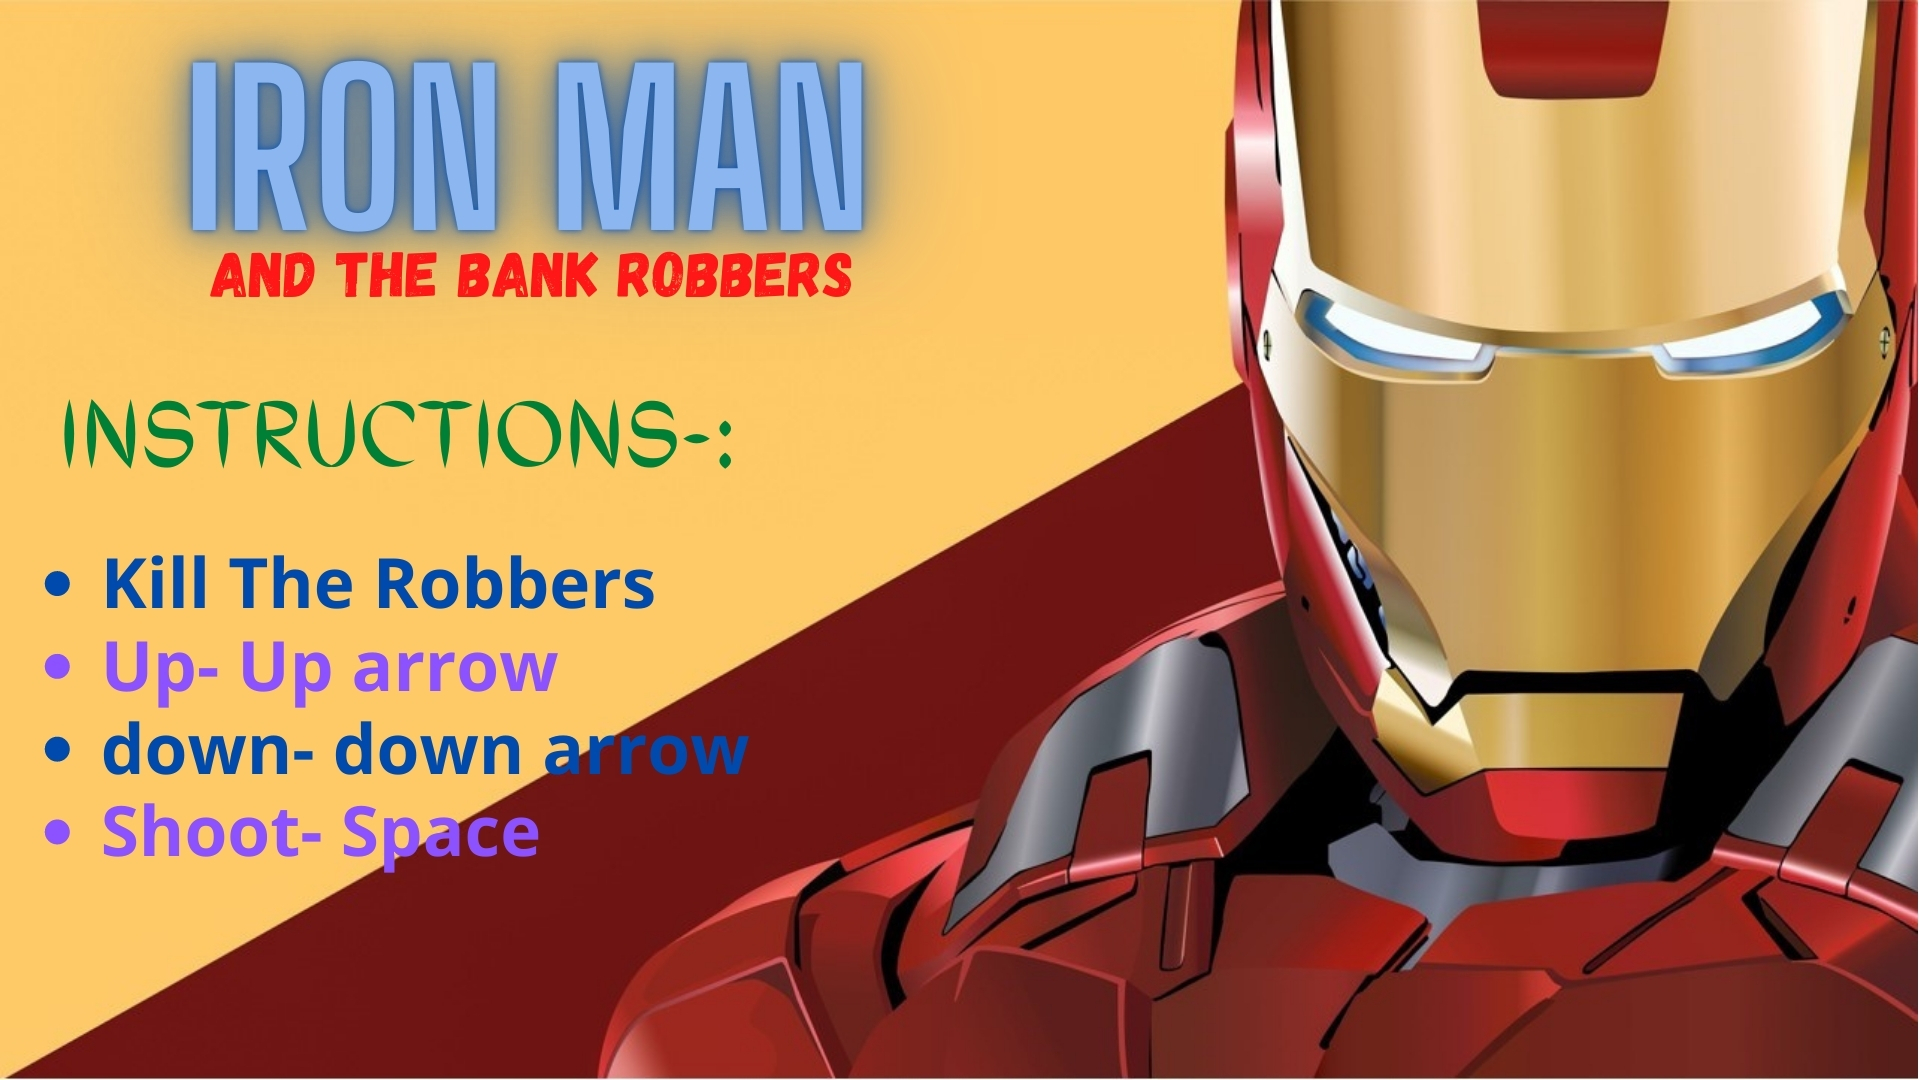 IRON MAN
AND THE BANK ROBBERS
INSTRUCTIONS-:
• Kill The Robbers
• Up- Up arrow
• down- down arrow
• Shoot- Space